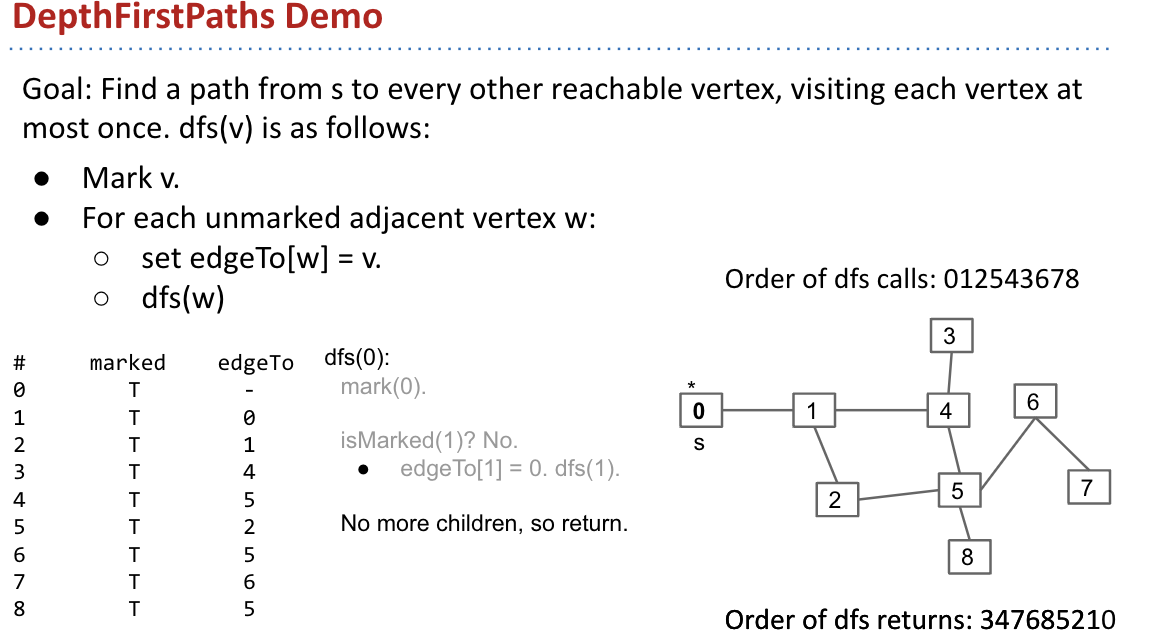 DepthFirstPaths Demo
Goal: Find a path from s to every other reachable vertex, visiting each vertex at
most once. dfs(v) is as follows:
● Mark v.
● For each unmarked adjacent vertex w:
○ set edgeTo[w] = v.
○ dfs(w)
# marked edgeTo
0 T -
1 T 0
2 T 1
3 T 4
4 T 5
5 T 2
6 T 5
7 T 6
8 T 5
dfs(0):
mark(0).
isMarked(1)? No.
● edgeTo[1] = 0. dfs(1).
No more children, so return.
Order of dfs calls: 012543678
3
*
0 1 4 6
s
2 5 7
8
Order of dfs returns: 347685210